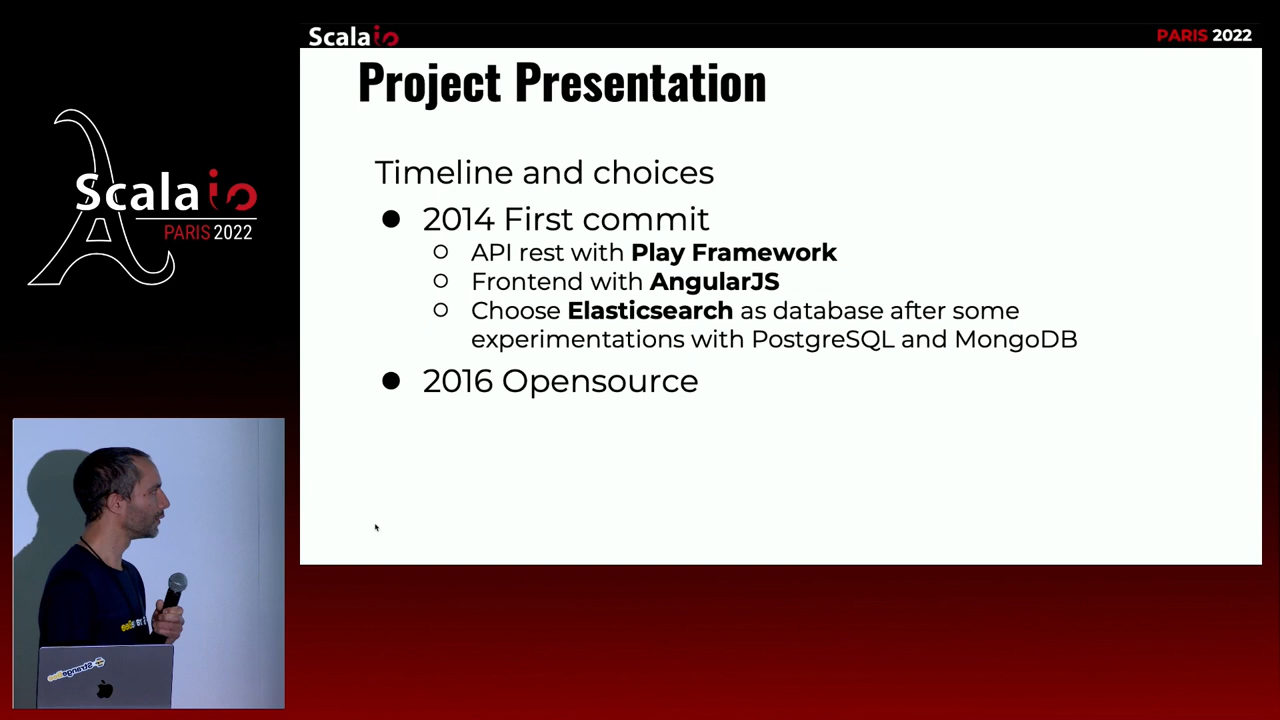 Scalaio
PARIS 2022
Project Presentation
Timeline and choices
● 2014 First commit
○ API rest with Play Framework
○ Frontend with AngularJS
○ Choose Elasticsearch as database after some
experimentations with PostgreSQL and MongoDB
● 2016 Opensource
Scalaio
PARIS 2022